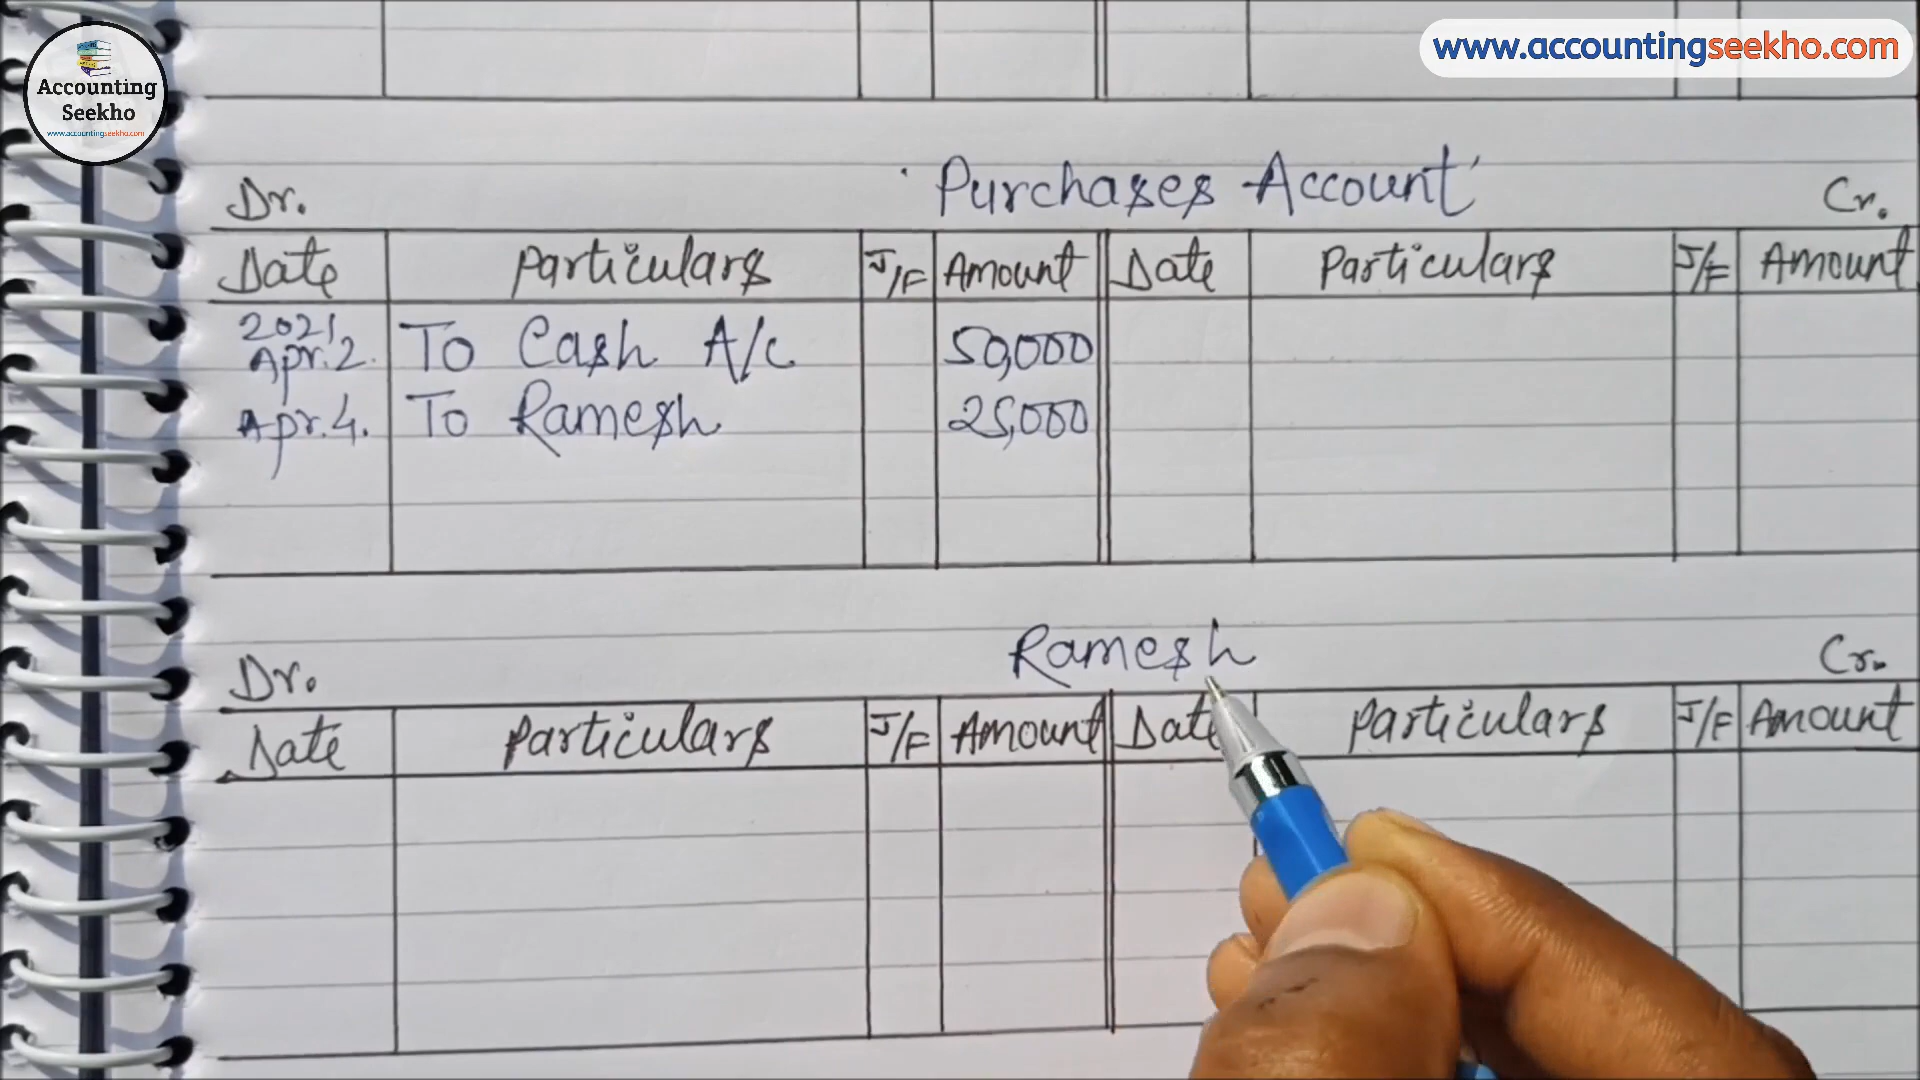 Accounting
Seekho
www.accountingseekho.com
www.accountingseekho.com
Purchases Account
Dr. Cr.
Date Particulars J/F Amount Date Particulars J/F Amount
2021
Apr. 2. To Cash A/c 50,000
Apr. 4. To Ramesh 25,000
Ramesh
Dr. Cr.
Date Particulars J/F Amount Date Particulars J/F Amount